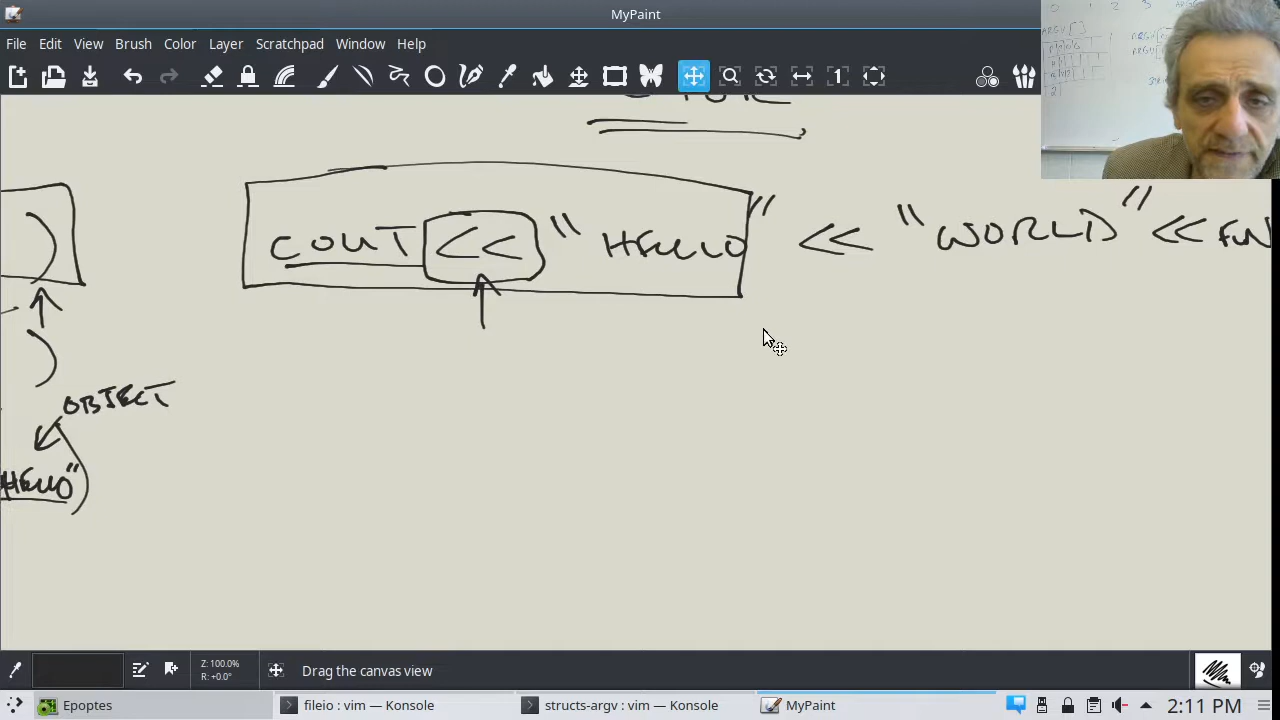 MyPaint
File Edit View Brush Color Layer Scratchpad Window Help
COUT << "HELLO" << "WORLD" <<
OBJECT
HELLO"
Z: 100.0%
R: +0.0°
Drag the canvas view
Epoptes
fileio : vim — Konsole
structs-argv : vim — Konsole
MyPaint
2:11 PM